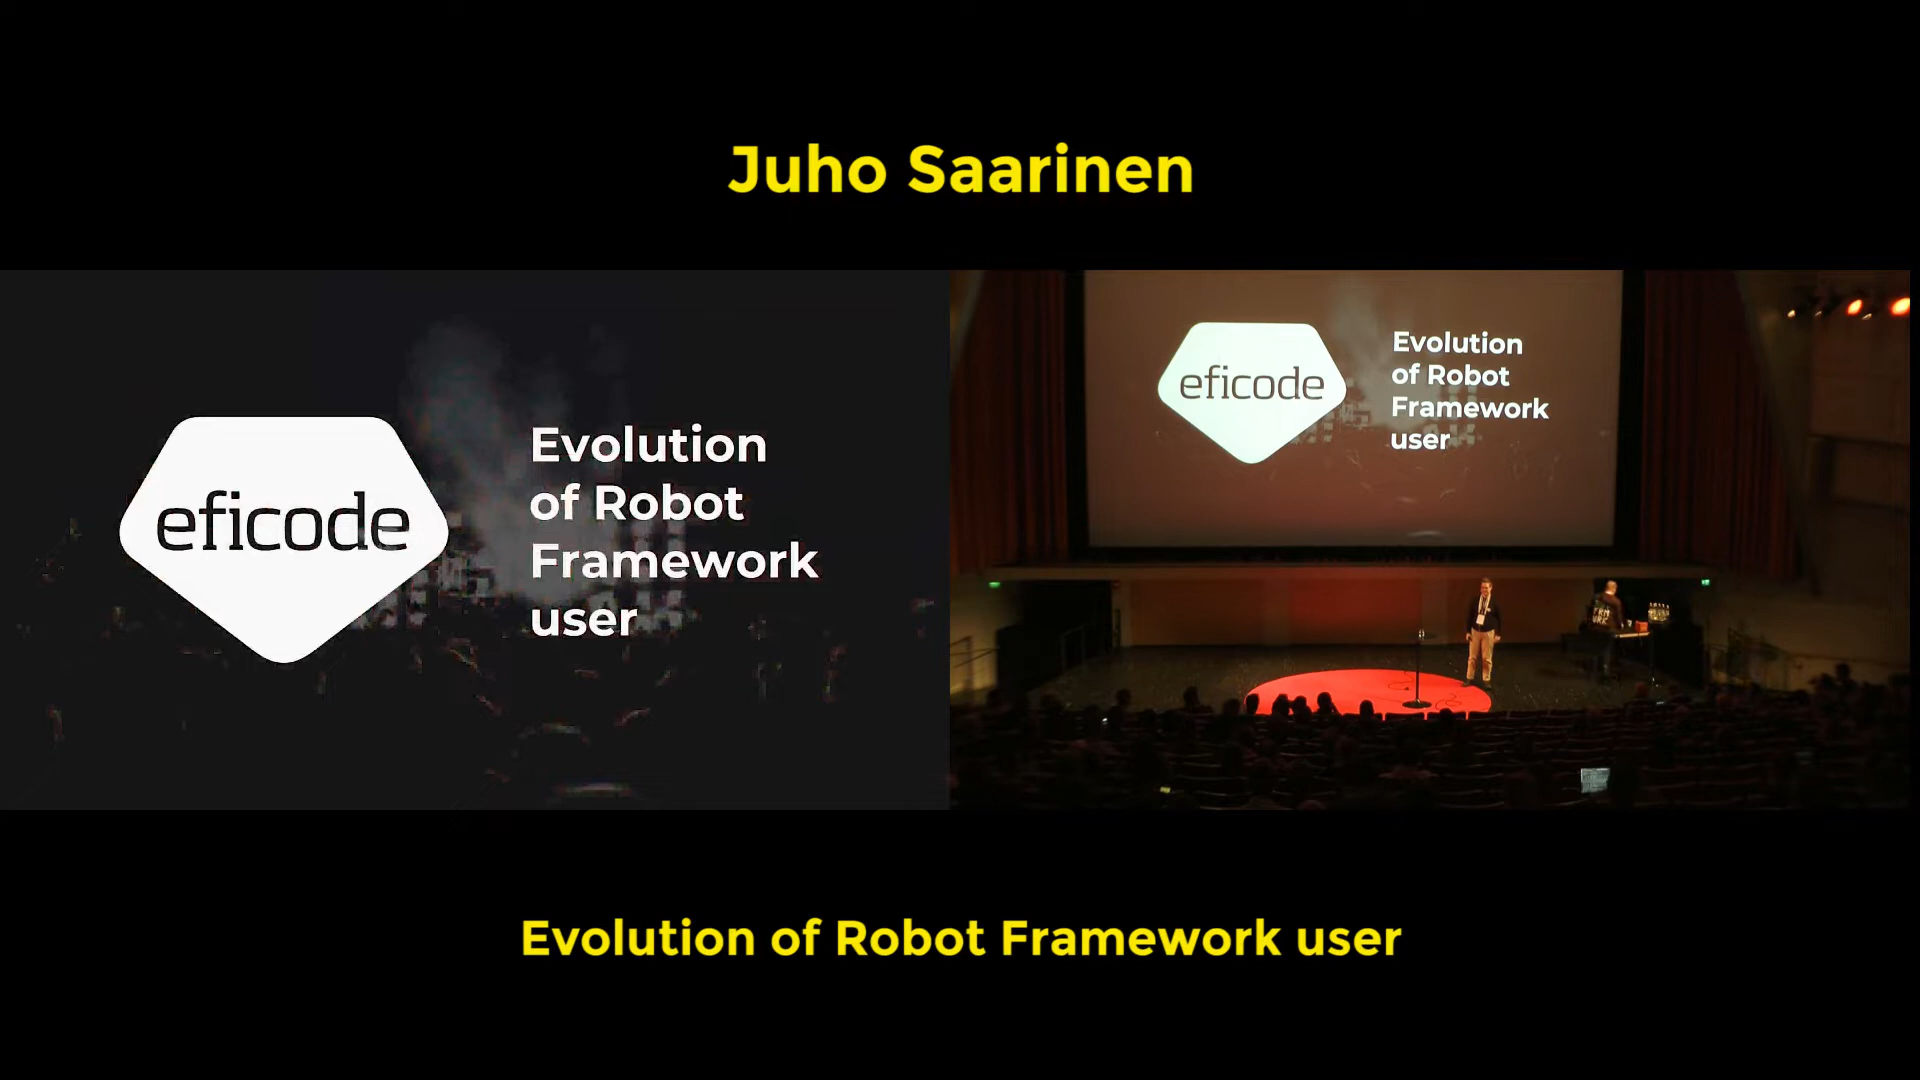 Juho Saarinen
eficode
Evolution
of Robot
Framework
user
eficode
Evolution
of Robot
Framework
user
Evolution of Robot Framework user